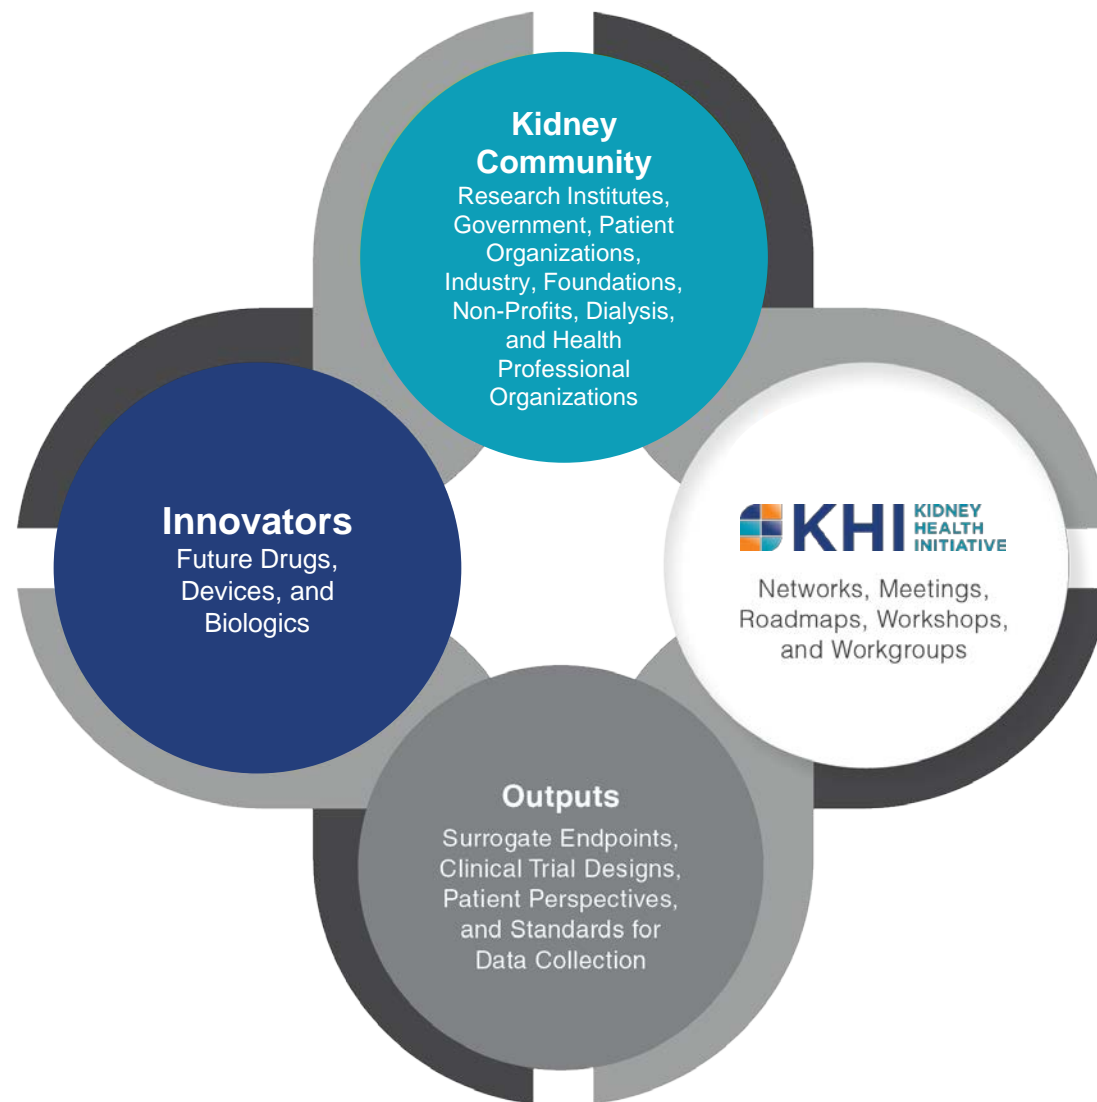 Kidney
Community
Research Institutes,
Government, Patient
Organizations,
Industry, Foundations,
Non-Profits, Dialysis,
and Health
Professional
Organizations
Innovators
Future Drugs,
Devices, and
Biologics
KHI KIDNEY
HEALTH
INITIATIVE
Networks, Meetings,
Roadmaps, Workshops,
and Workgroups
Outputs
Surrogate Endpoints,
Clinical Trial Designs,
Patient Perspectives,
and Standards for
Data Collection